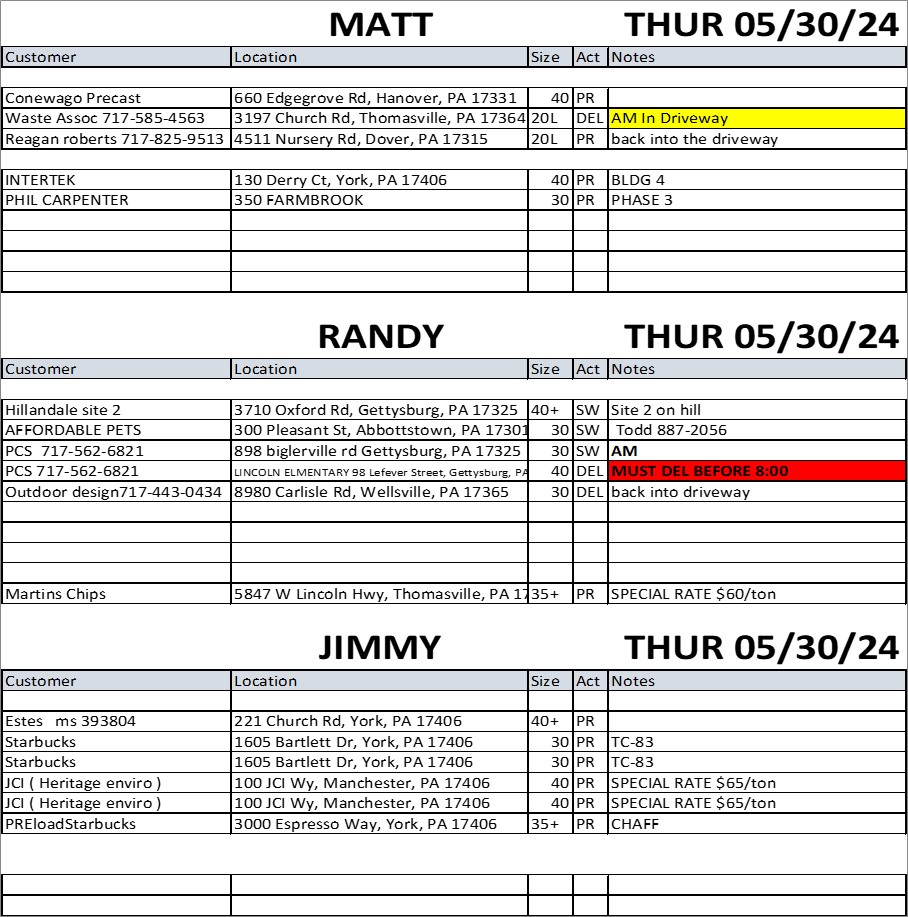 MATT THUR 05/30/24
Customer Location Size Act Notes
Conewago Precast 660 Edgegrove Rd, Hanover, PA 17331 40 PR
Waste Assoc 717-585-4563 3197 Church Rd, Thomasville, PA 17364 20L DEL AM In Driveway
Reagan roberts 717-825-9513 4511 Nursery Rd, Dover, PA 17315 20L PR back into the driveway
INTERTEK 130 Derry Ct, York, PA 17406 40 PR BLDG 4
PHIL CARPENTER 350 FARMBROOK 30 PR PHASE 3
RANDY THUR 05/30/24
Customer Location Size Act Notes
Hillandale site 2 3710 Oxford Rd, Gettysburg, PA 17325 40+ SW Site 2 on hill
AFFORDABLE PETS 300 Pleasant St, Abbottstown, PA 17301 30 SW Todd 887-2056
PCS 717-562-6821 898 biglerville rd Gettysburg, PA 17325 30 SW AM
PCS 717-562-6821 LINCOLN ELMENTARY 98 Lefever Street, Gettysburg, PA 40 DEL MUST DEL BEFORE 8:00
Outdoor design717-443-0434 8980 Carlisle Rd, Wellsville, PA 17365 30 DEL back into driveway
Martins Chips 5847 W Lincoln Hwy, Thomasville, PA 17 35+ PR SPECIAL RATE $60/ton
JIMMY THUR 05/30/24
Customer Location Size Act Notes
Estes ms 393804 221 Church Rd, York, PA 17406 40+ PR
Starbucks 1605 Bartlett Dr, York, PA 17406 30 PR TC-83
Starbucks 1605 Bartlett Dr, York, PA 17406 30 PR TC-83
JCI ( Heritage enviro ) 100 JCI Wy, Manchester, PA 17406 40 PR SPECIAL RATE $65/ton
JCI ( Heritage enviro ) 100 JCI Wy, Manchester, PA 17406 40 PR SPECIAL RATE $65/ton
PREloadStarbucks 3000 Espresso Way, York, PA 17406 35+ PR CHAFF